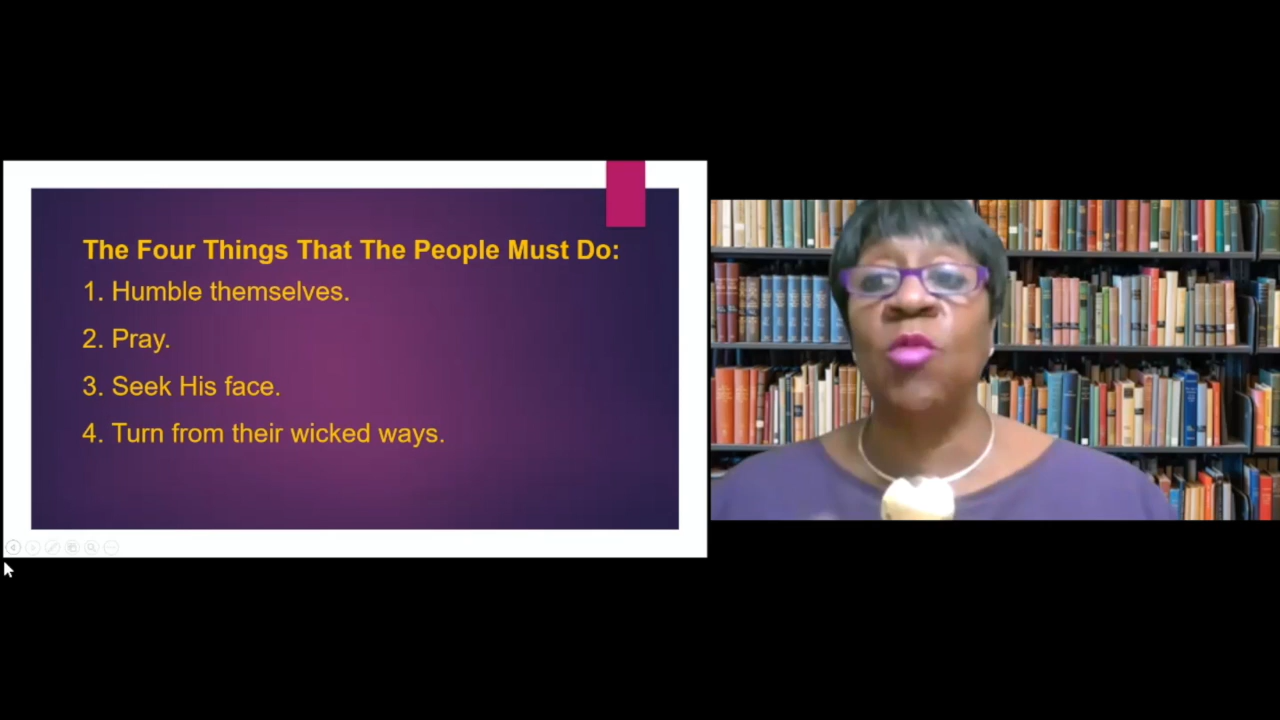 The Four Things That The People Must Do:
1. Humble themselves.
2. Pray.
3. Seek His face.
4. Turn from their wicked ways.